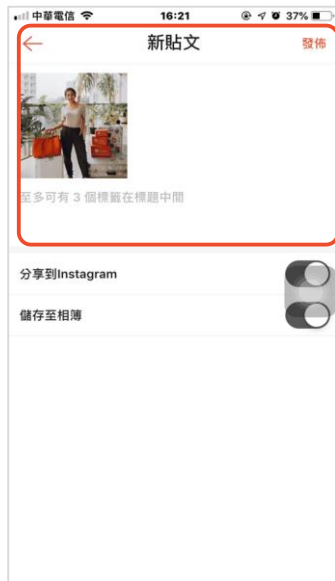 中華電信 16:21 37%
新貼文 發佈
至多可有 3 個標籤在標題中間
分享到Instagram
儲存至相簿